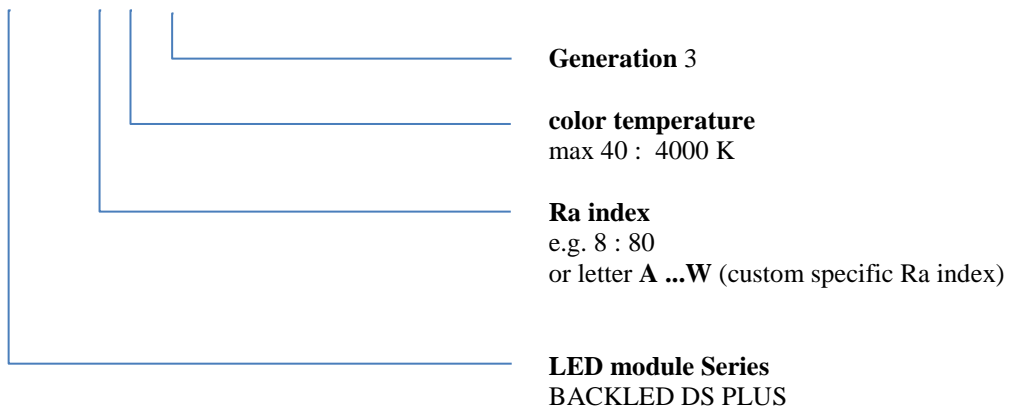 Generation 3
color temperature
max 40 : 4000 K
Ra index
e.g. 8 : 80
or letter A ...W (custom specific Ra index)
LED module Series
BACKLED DS PLUS